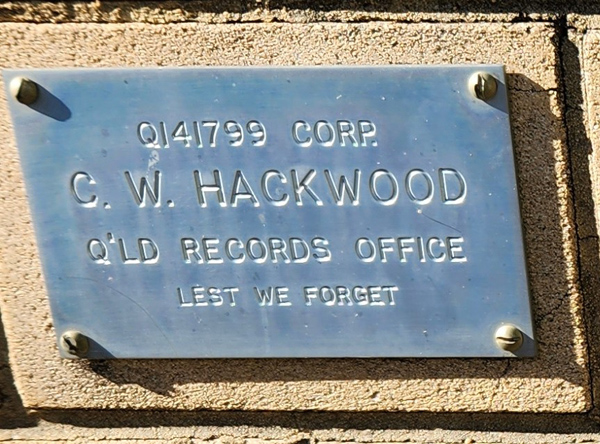 Q141799 CORP.
C. W. HACKWOOD
Q'LD RECORDS OFFICE
LEST WE FORGET